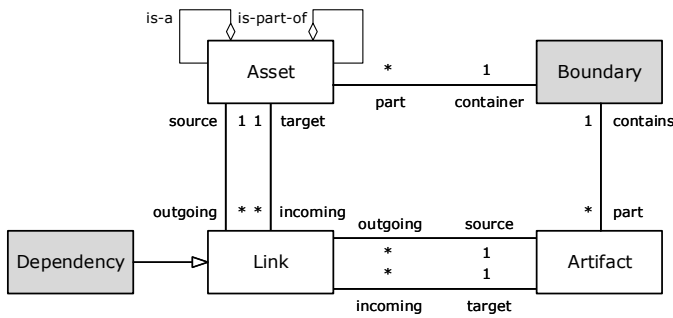 is-a is-part-of
Asset * 1 Boundary
part container
source 1 1 target 1 contains
outgoing * * incoming * part
outgoing source
Dependency Link * 1 Artifact
* 1
incoming target